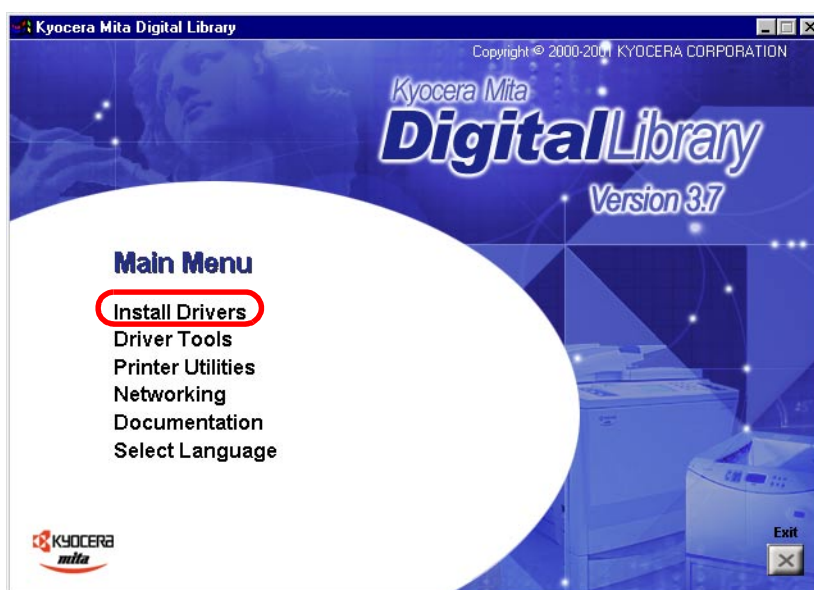 Kyocera Mita Digital Library
Copyright © 2000-2001 KYOCERA CORPORATION
Kyocera Mita
DigitalLibrary
Version 3.7
Main Menu
Install Drivers
Driver Tools
Printer Utilities
Networking
Documentation
Select Language
KYOCERA
mita
Exit